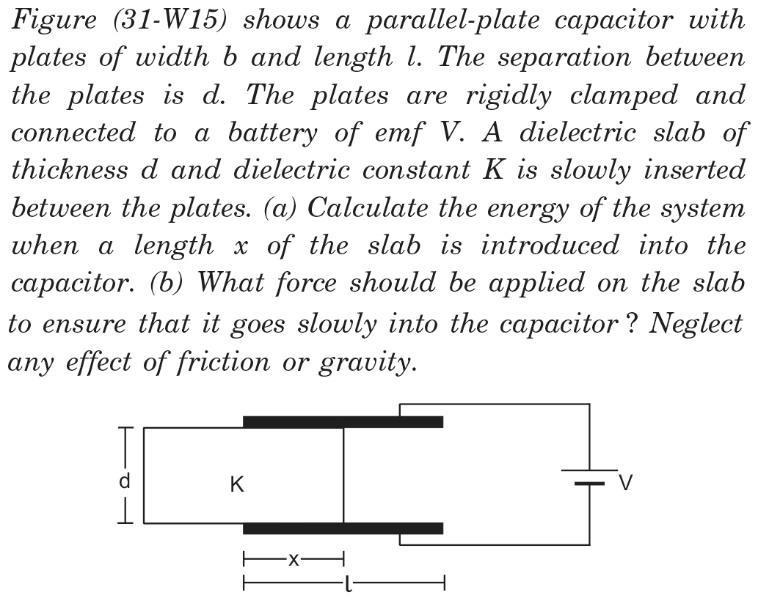 Figure (31-W15) shows a parallel-plate capacitor with
plates of width b and length l. The separation between
the plates is d. The plates are rigidly clamped and
connected to a battery of emf V. A dielectric slab of
thickness d and dielectric constant K is slowly inserted
between the plates. (a) Calculate the energy of the system
when a length x of the slab is introduced into the
capacitor. (b) What force should be applied on the slab
to ensure that it goes slowly into the capacitor ? Neglect
any effect of friction or gravity.
d
K
V
x
l